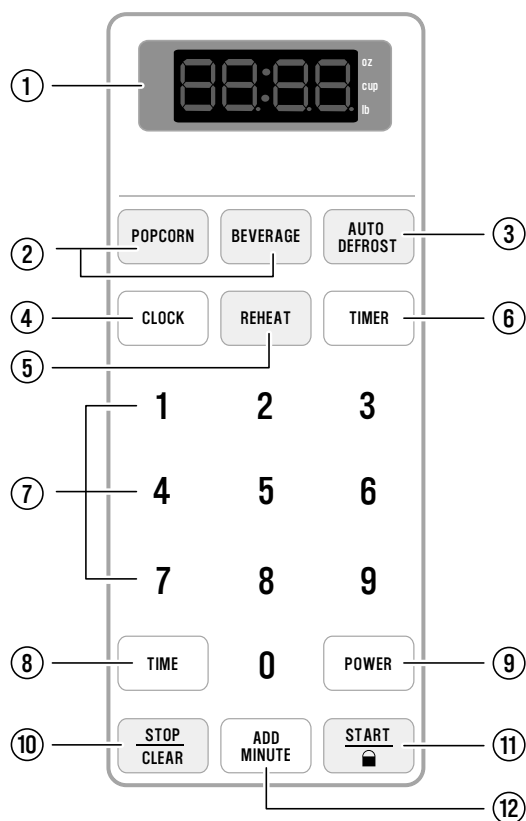 88:88
oz
cup
lb
①
POPCORN
BEVERAGE
AUTO
DEFROST
②
③
CLOCK
REHEAT
TIMER
④
⑤
⑥
1 2 3
4 5 6
⑦
7 8 9
⑧
TIME
0
POWER
⑨
⑩
STOP
CLEAR
ADD
MINUTE
START
⑪
⑫